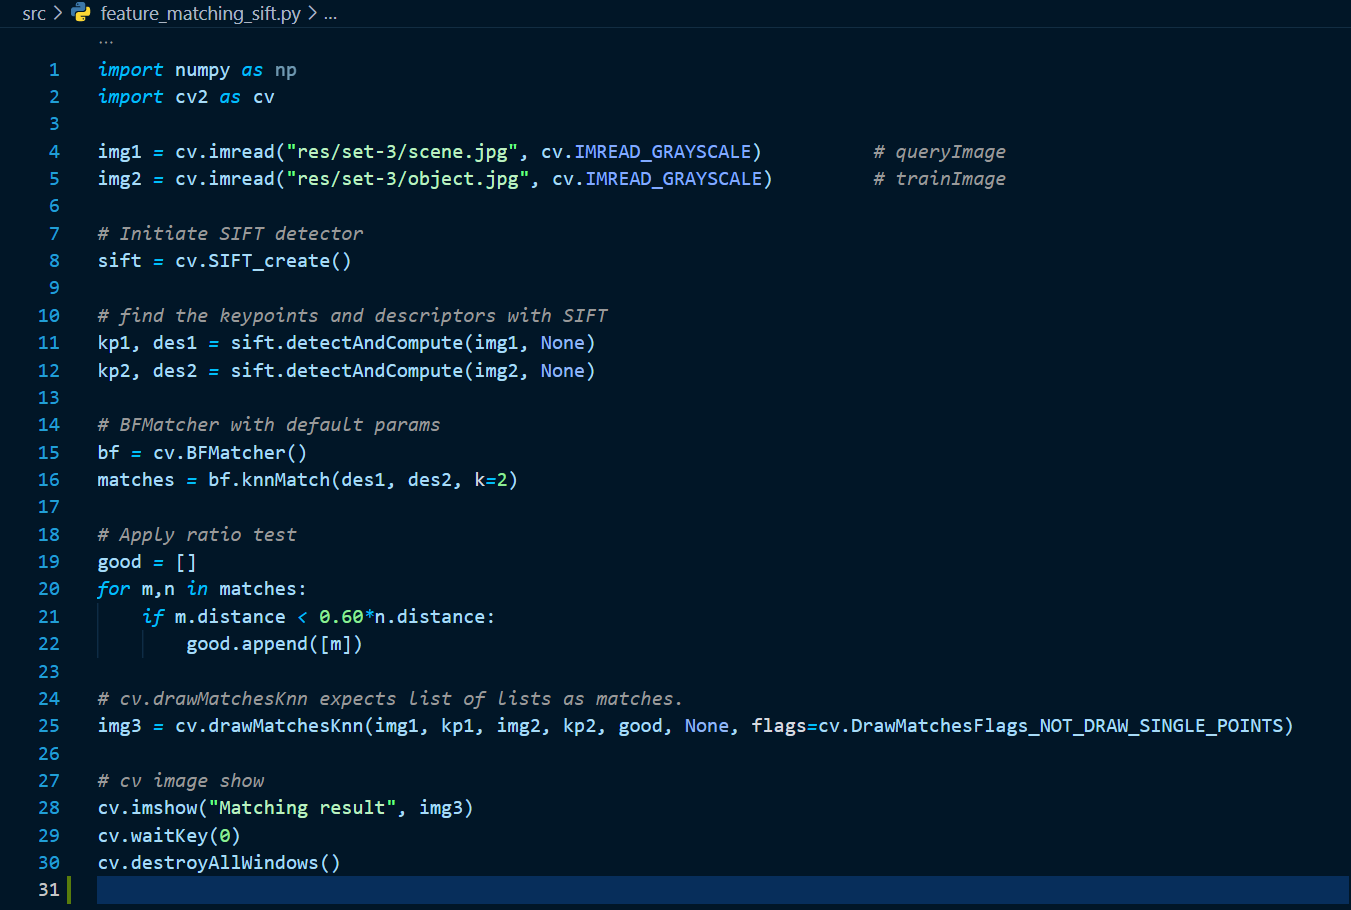 src > feature_matching_sift.py > ...
...
1 import numpy as np
2 import cv2 as cv
3
4 img1 = cv.imread("res/set-3/scene.jpg", cv.IMREAD_GRAYSCALE)          # queryImage
5 img2 = cv.imread("res/set-3/object.jpg", cv.IMREAD_GRAYSCALE)         # trainImage
6
7 # Initiate SIFT detector
8 sift = cv.SIFT_create()
9
10 # find the keypoints and descriptors with SIFT
11 kp1, des1 = sift.detectAndCompute(img1, None)
12 kp2, des2 = sift.detectAndCompute(img2, None)
13
14 # BFMatcher with default params
15 bf = cv.BFMatcher()
16 matches = bf.knnMatch(des1, des2, k=2)
17
18 # Apply ratio test
19 good = []
20 for m,n in matches:
21     if m.distance < 0.60*n.distance:
22         good.append([m])
23
24 # cv.drawMatchesKnn expects list of lists as matches.
25 img3 = cv.drawMatchesKnn(img1, kp1, img2, kp2, good, None, flags=cv.DrawMatchesFlags_NOT_DRAW_SINGLE_POINTS)
26
27 # cv image show
28 cv.imshow("Matching result", img3)
29 cv.waitKey(0)
30 cv.destroyAllWindows()
31